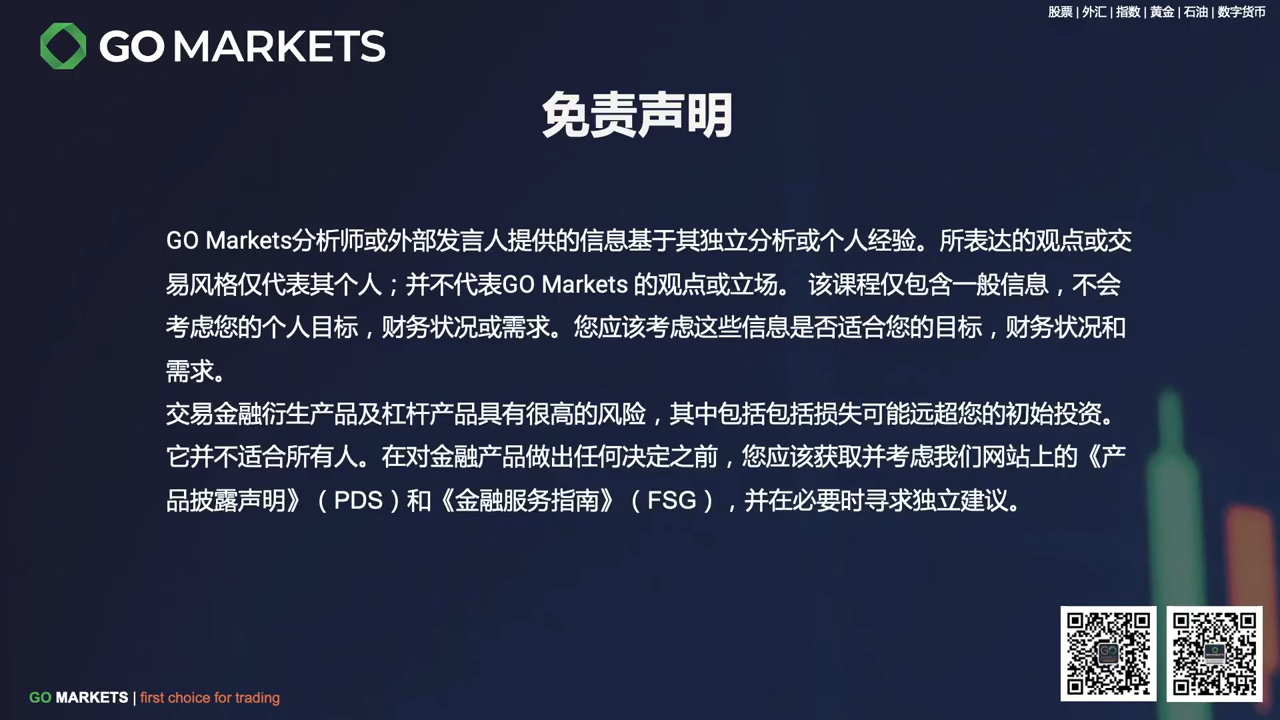 股票 | 外汇 | 指数 | 黄金 | 石油 | 数字货币
GO MARKETS
免责声明
GO Markets分析师或外部发言人提供的信息基于其独立分析或个人经验。所表达的观点或交
易风格仅代表其个人；并不代表GO Markets 的观点或立场。 该课程仅包含一般信息，不会
考虑您的个人目标，财务状况或需求。您应该考虑这些信息是否适合您的目标，财务状况和
需求。
交易金融衍生产品及杠杆产品具有很高的风险，其中包括包括损失可能远超您的初始投资。
它并不适合所有人。在对金融产品做出任何决定之前，您应该获取并考虑我们网站上的《产
品披露声明》（PDS）和《金融服务指南》（FSG），并在必要时寻求独立建议。
GO MARKETS | first choice for trading